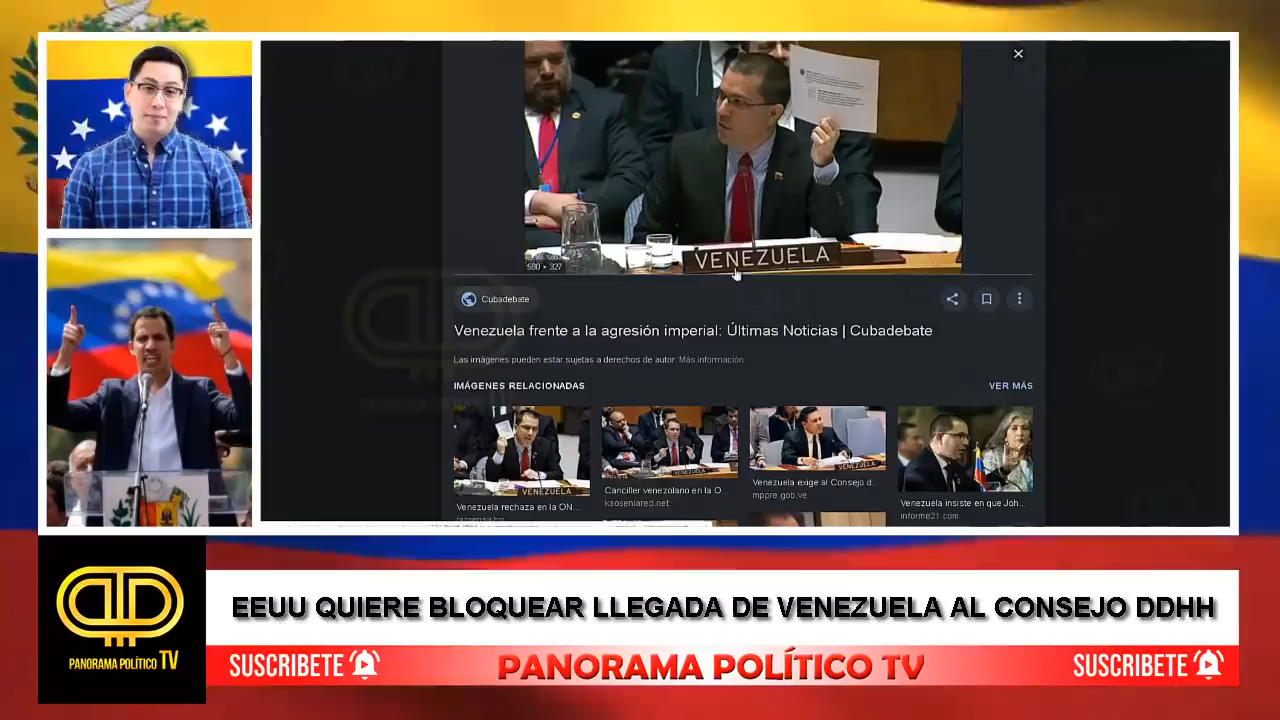 VENEZUELA
580 × 327
Cubadebate
Venezuela frente a la agresión imperial: Últimas Noticias | Cubadebate
Las imágenes pueden estar sujetas a derechos de autor. Más información
IMÁGENES RELACIONADAS
VER MÁS
VENEZUELA
VENEZUELA
Venezuela rechaza en la ON...
Canciller venezolano en la O...
kaosenlared.net
Venezuela exige al Consejo d...
mppre.gob.ve
Venezuela insiste en que Joh...
informe21.com
EEUU QUIERE BLOQUEAR LLEGADA DE VENEZUELA AL CONSEJO DDHH
PANORAMA POLÍTICO TV
SUSCRIBETE
PANORAMA POLÍTICO TV
SUSCRIBETE